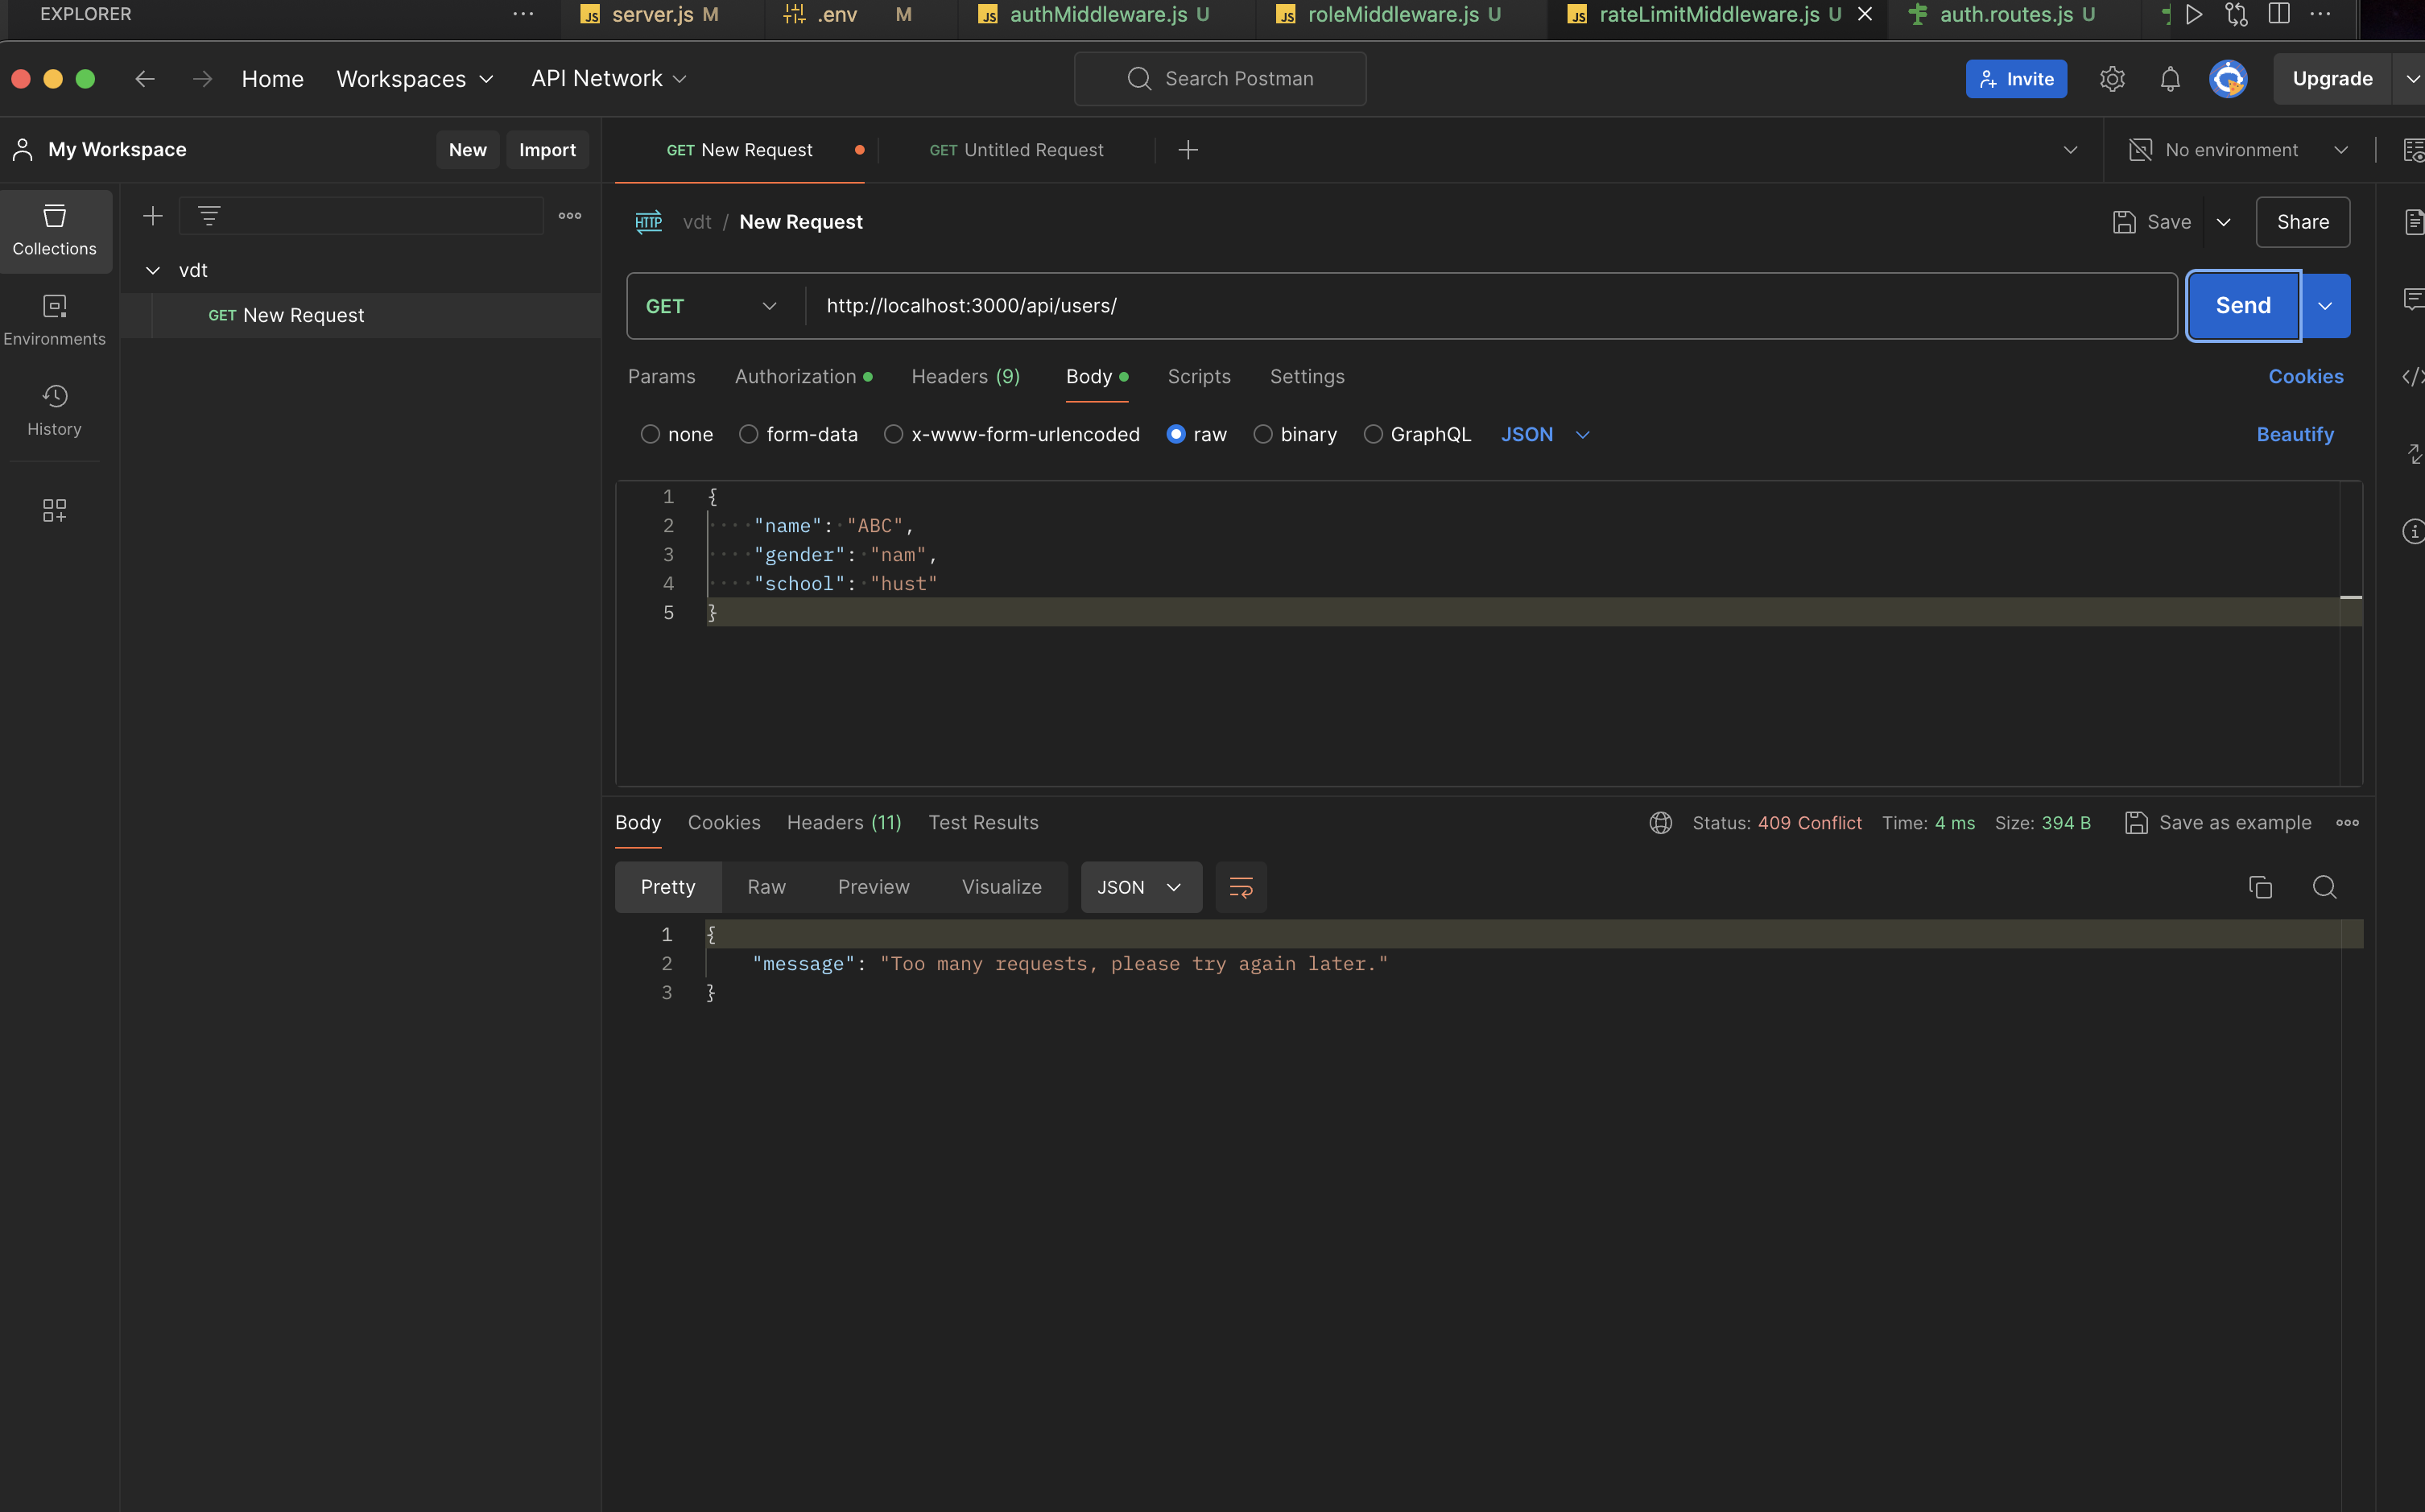 EXPLORER
server.js M
.env M
authMiddleware.js U
roleMiddleware.js U
rateLimitMiddleware.js U
auth.routes.js U
Home
Workspaces
API Network
Search Postman
Invite
Upgrade
My Workspace
New
Import
GET New Request
GET Untitled Request
No environment
Collections
Environments
History
vdt
GET New Request
HTTP
vdt / New Request
Save
Share
GET
http://localhost:3000/api/users/
Send
Params
Authorization
Headers (9)
Body
Scripts
Settings
Cookies
none
form-data
x-www-form-urlencoded
raw
binary
GraphQL
JSON
Beautify
1 {
2 "name": "ABC",
3 "gender": "nam",
4 "school": "hust"
5 }
Body
Cookies
Headers (11)
Test Results
Status: 409 Conflict
Time: 4 ms
Size: 394 B
Save as example
Pretty
Raw
Preview
Visualize
JSON
1 {
2 "message": "Too many requests, please try again later."
3 }